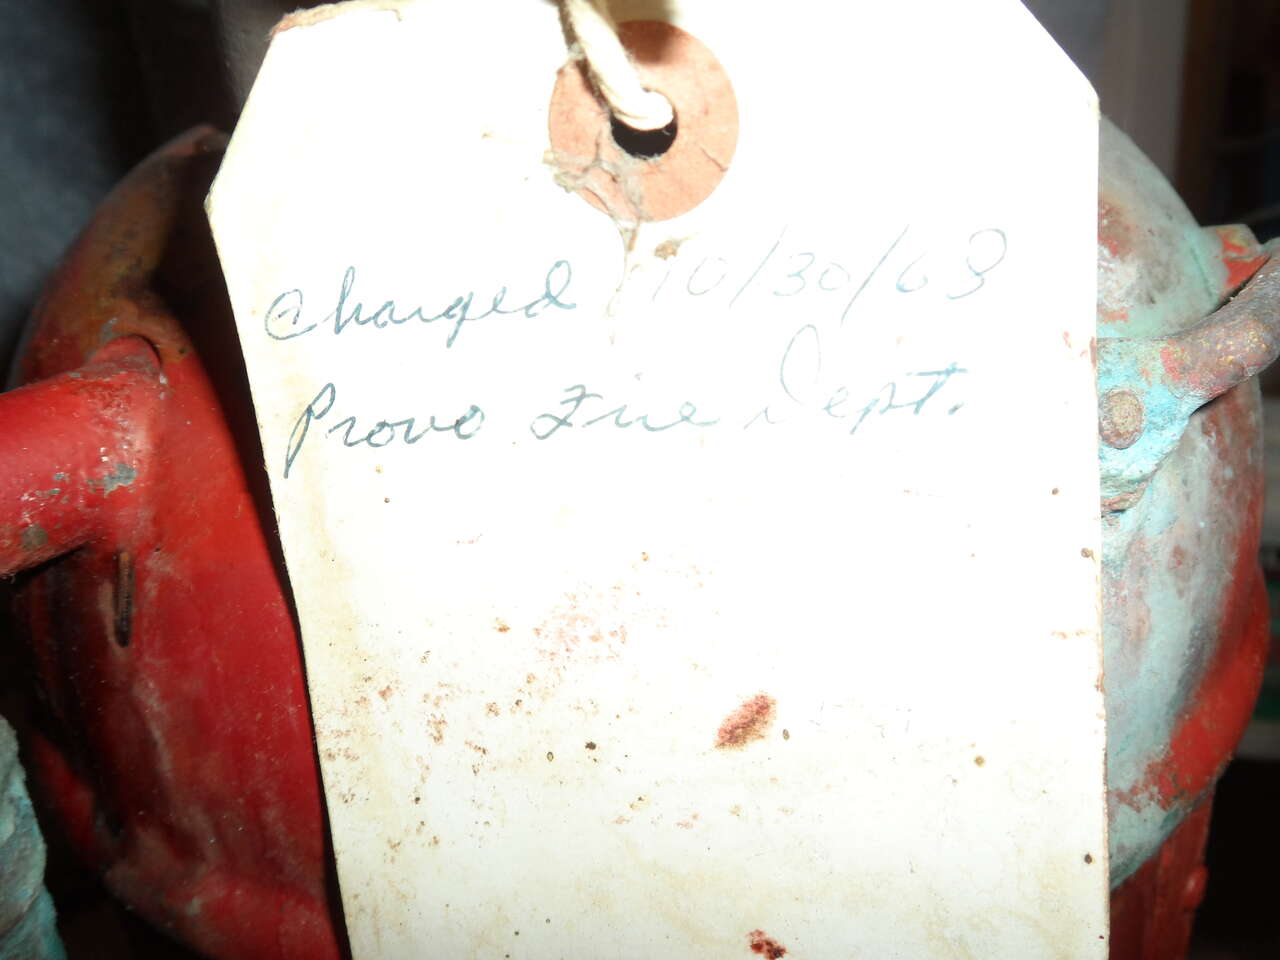 Charged 10/30/63
Provo Fire Dept.